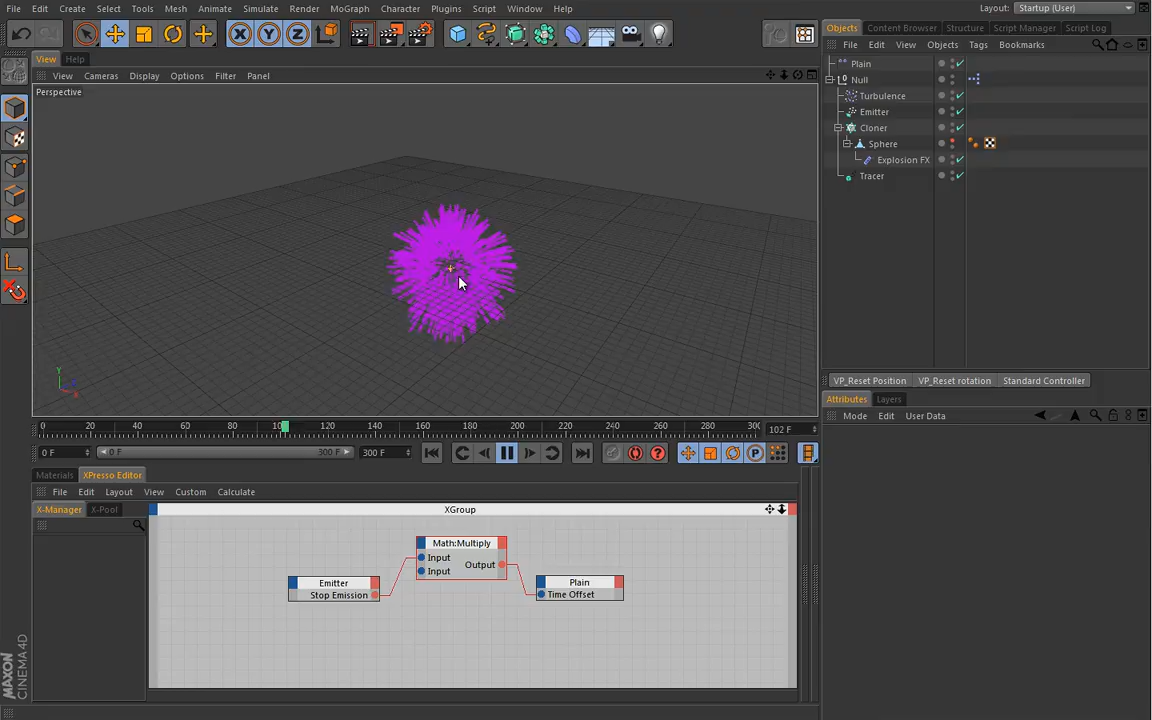 File Edit Create Select Tools Mesh Animate Simulate Render MoGraph Character Plugins Script Window Help
Layout: Startup (User)
View Help
Objects Content Browser Structure Script Manager Script Log
File Edit View Objects Tags Bookmarks
View Cameras Display Options Filter Panel
Perspective
Plain
Null
Turbulence
Emitter
Cloner
Sphere
Explosion FX
Tracer
Y
X Y Z
VP_Reset Position VP_Reset rotation Standard Controller
Attributes Layers
Mode Edit User Data
0 20 40 60 80 100 120 140 160 180 200 220 240 260 280 300
102 F
0 F 0 F 300 F 300 F
Materials XPresso Editor
File Edit Layout View Custom Calculate
X-Manager X-Pool
XGroup
Math:Multiply
Input
Input
Output
Emitter
Stop Emission
Plain
Time Offset
MAXON
CINEMA 4D